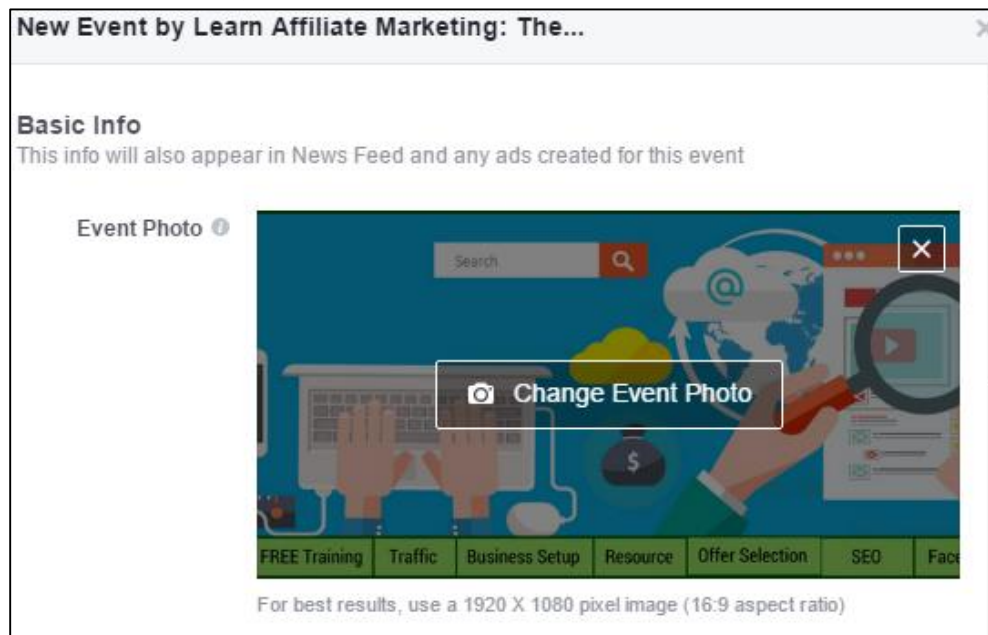 New Event by Learn Affiliate Marketing: The...
Basic Info
This info will also appear in News Feed and any ads created for this event
Event Photo
Search
@
Change Event Photo
$
FREE Training Traffic Business Setup Resource Offer Selection SEO Face
For best results, use a 1920 X 1080 pixel image (16:9 aspect ratio)